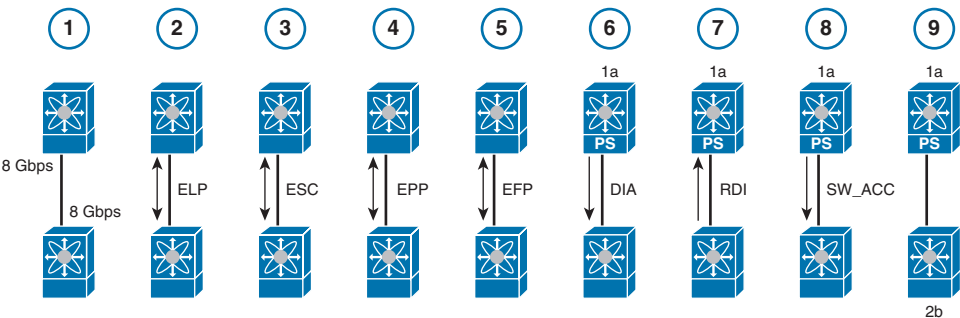 1 2 3 4 5 6 7 8 9
1a 1a 1a 1a
PS PS PS PS
8 Gbps
ELP ESC EPP EFP DIA RDI SW_ACC
8 Gbps
2b